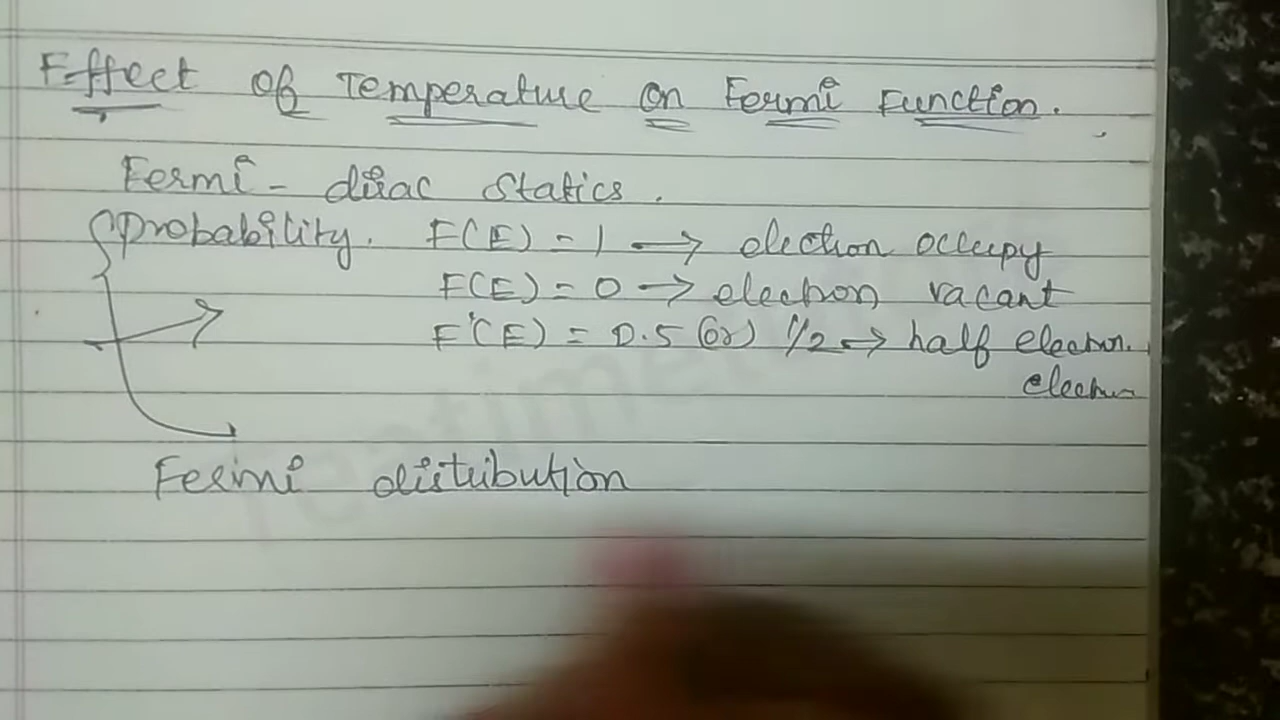 Effect of Temperature on Fermi Function.
Fermi - dirac statics.
Probability. F(E) = 1 → electron occupy
F(E) = 0 → electron vacant
F(E) = 0.5 (or) 1/2 → half electron.
electron
Fermi distibution